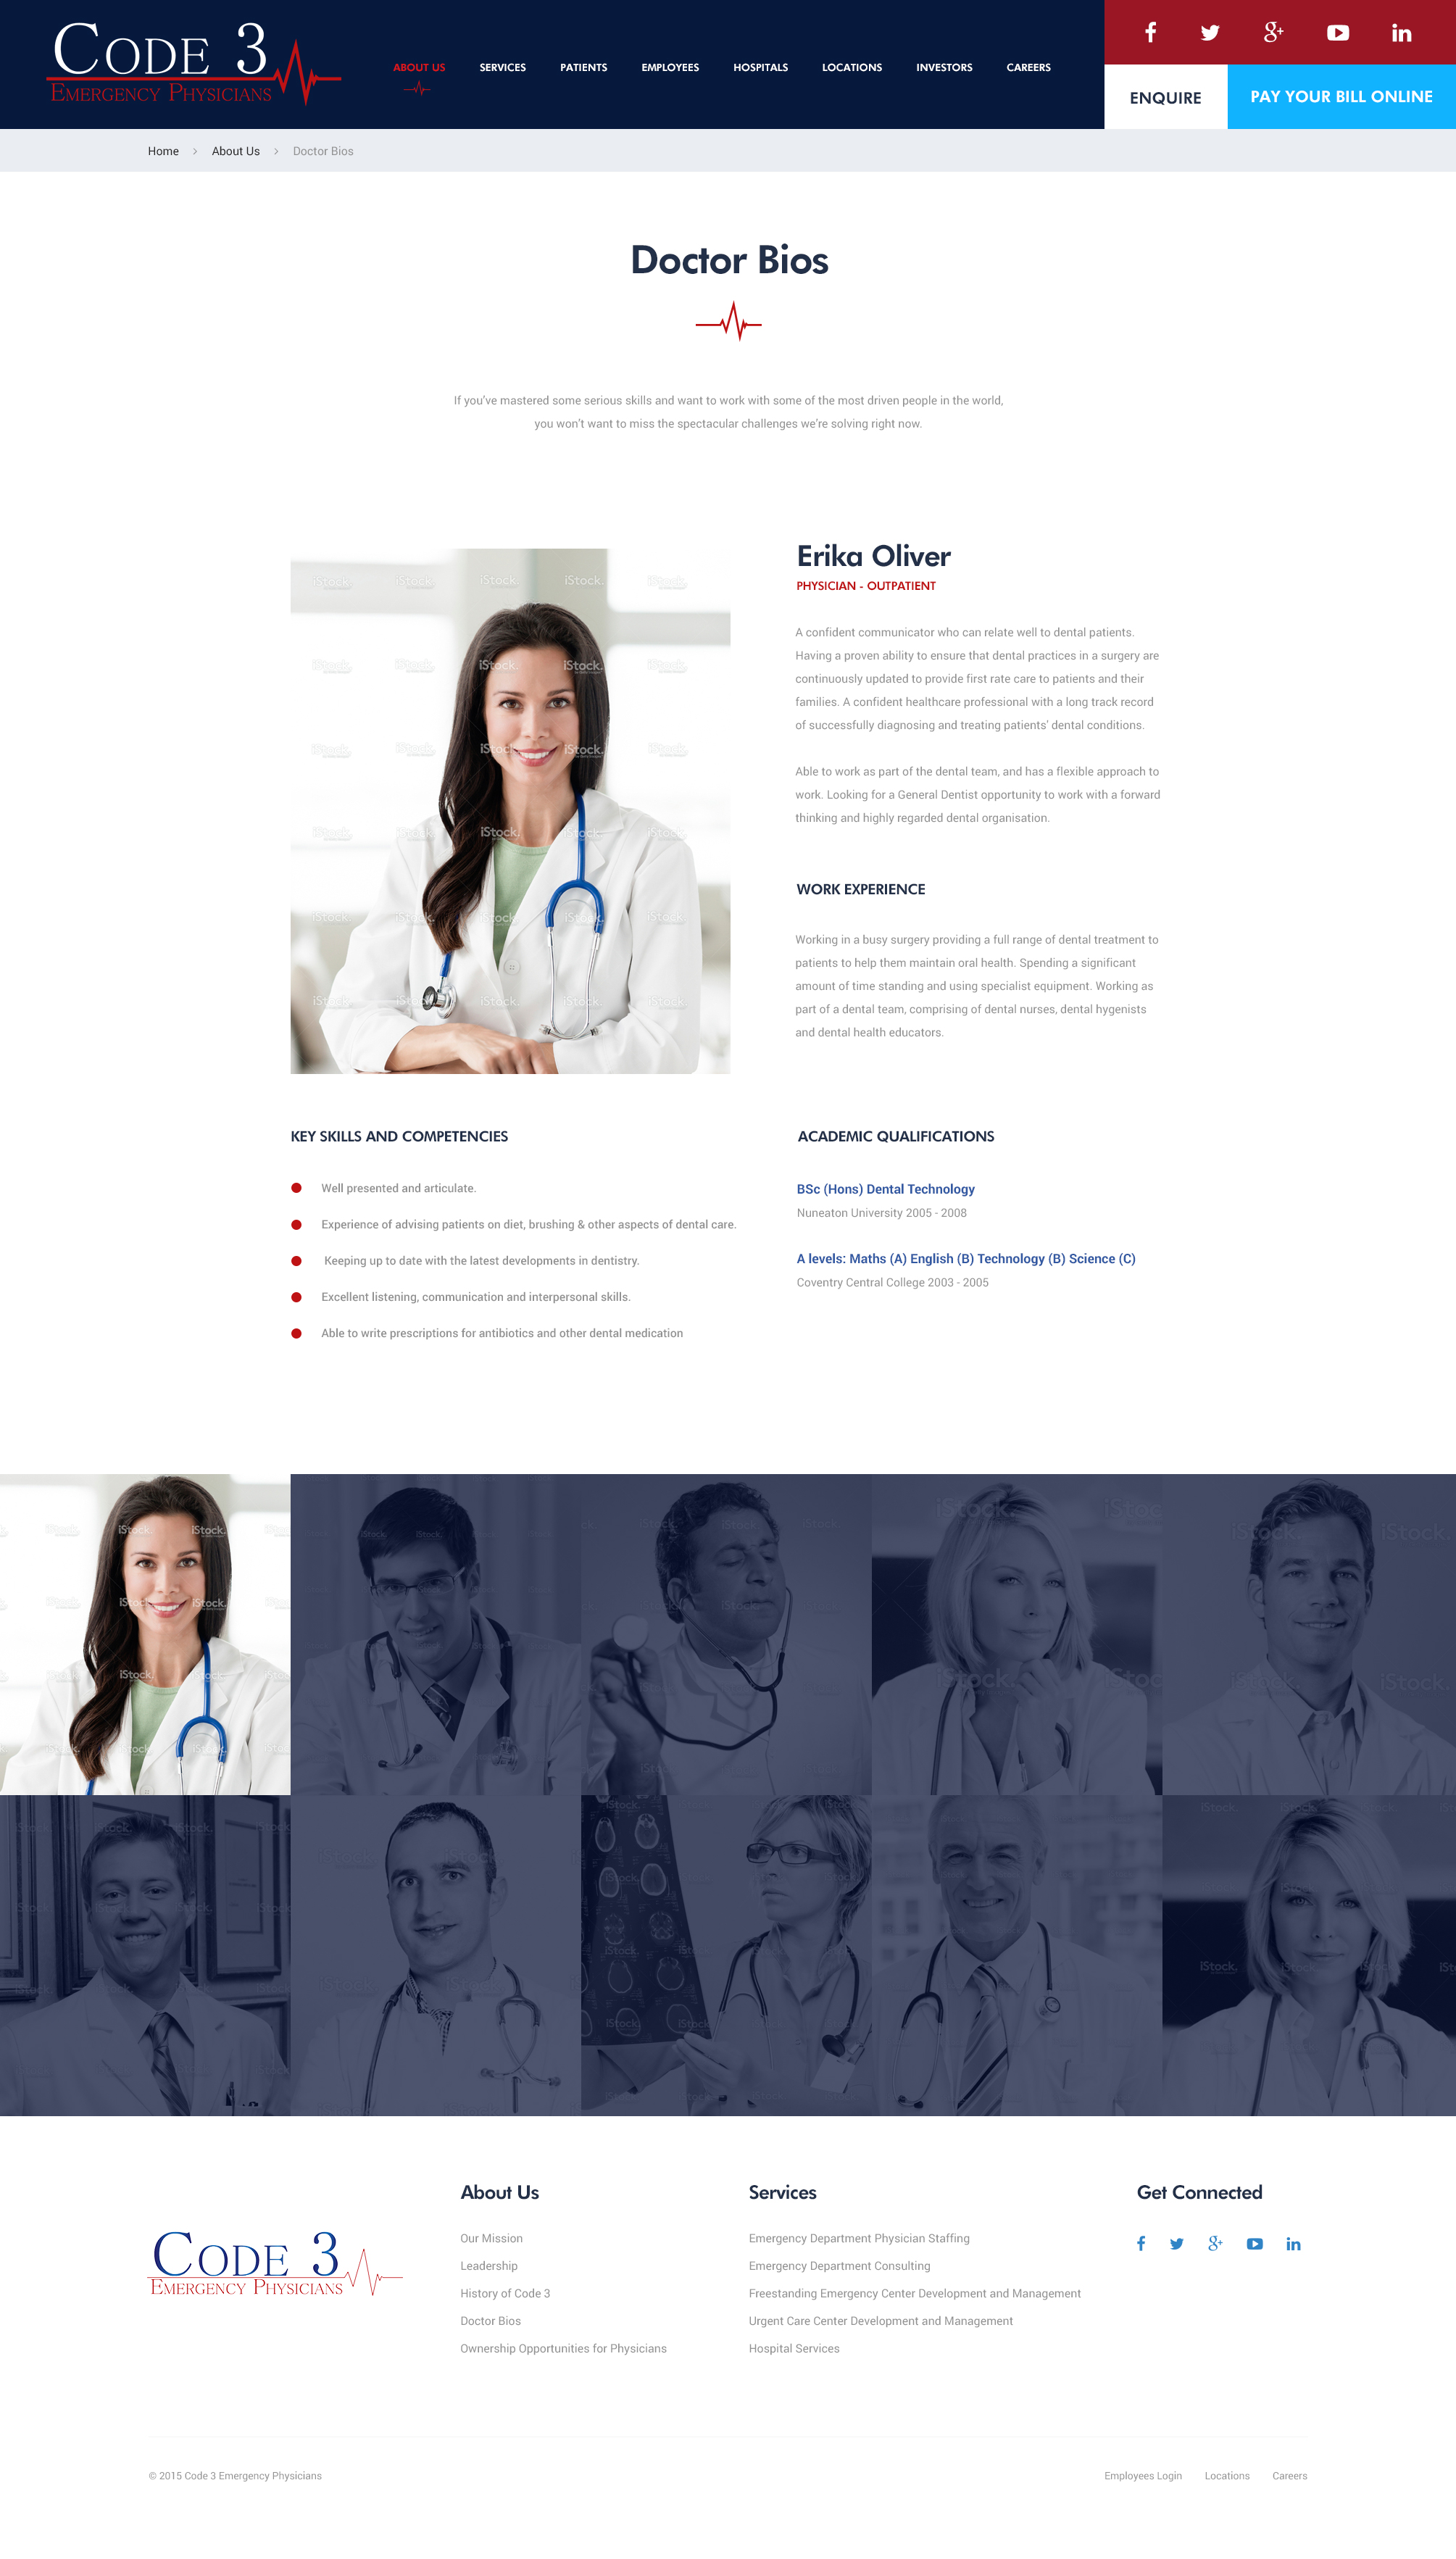 CODE 3
EMERGENCY PHYSICIANS
ABOUT US
SERVICES
PATIENTS
EMPLOYEES
HOSPITALS
LOCATIONS
INVESTORS
CAREERS
ENQUIRE
PAY YOUR BILL ONLINE
Home > About Us > Doctor Bios
Doctor Bios
If you’ve mastered some serious skills and want to work with some of the most driven people in the world,
you won’t want to miss the spectacular challenges we’re solving right now.
iStock.
Erika Oliver
PHYSICIAN - OUTPATIENT
A confident communicator who can relate well to dental patients.
Having a proven ability to ensure that dental practices in a surgery are
continuously updated to provide first rate care to patients and their
families. A confident healthcare professional with a long track record
of successfully diagnosing and treating patients’ dental conditions.
Able to work as part of the dental team, and has a flexible approach to
work. Looking for a General Dentist opportunity to work with a forward
thinking and highly regarded dental organisation.
WORK EXPERIENCE
Working in a busy surgery providing a full range of dental treatment to
patients to help them maintain oral health. Spending a significant
amount of time standing and using specialist equipment. Working as
part of a dental team, comprising of dental nurses, dental hygenists
and dental health educators.
KEY SKILLS AND COMPETENCIES
Well presented and articulate.
Experience of advising patients on diet, brushing & other aspects of dental care.
Keeping up to date with the latest developments in dentistry.
Excellent listening, communication and interpersonal skills.
Able to write prescriptions for antibiotics and other dental medication
ACADEMIC QUALIFICATIONS
BSc (Hons) Dental Technology
Nuneaton University 2005 - 2008
A levels: Maths (A) English (B) Technology (B) Science (C)
Coventry Central College 2003 - 2005
CODE 3
EMERGENCY PHYSICIANS
About Us
Our Mission
Leadership
History of Code 3
Doctor Bios
Ownership Opportunities for Physicians
Services
Emergency Department Physician Staffing
Emergency Department Consulting
Freestanding Emergency Center Development and Management
Urgent Care Center Development and Management
Hospital Services
Get Connected
© 2015 Code 3 Emergency Physicians
Employees Login
Locations
Careers